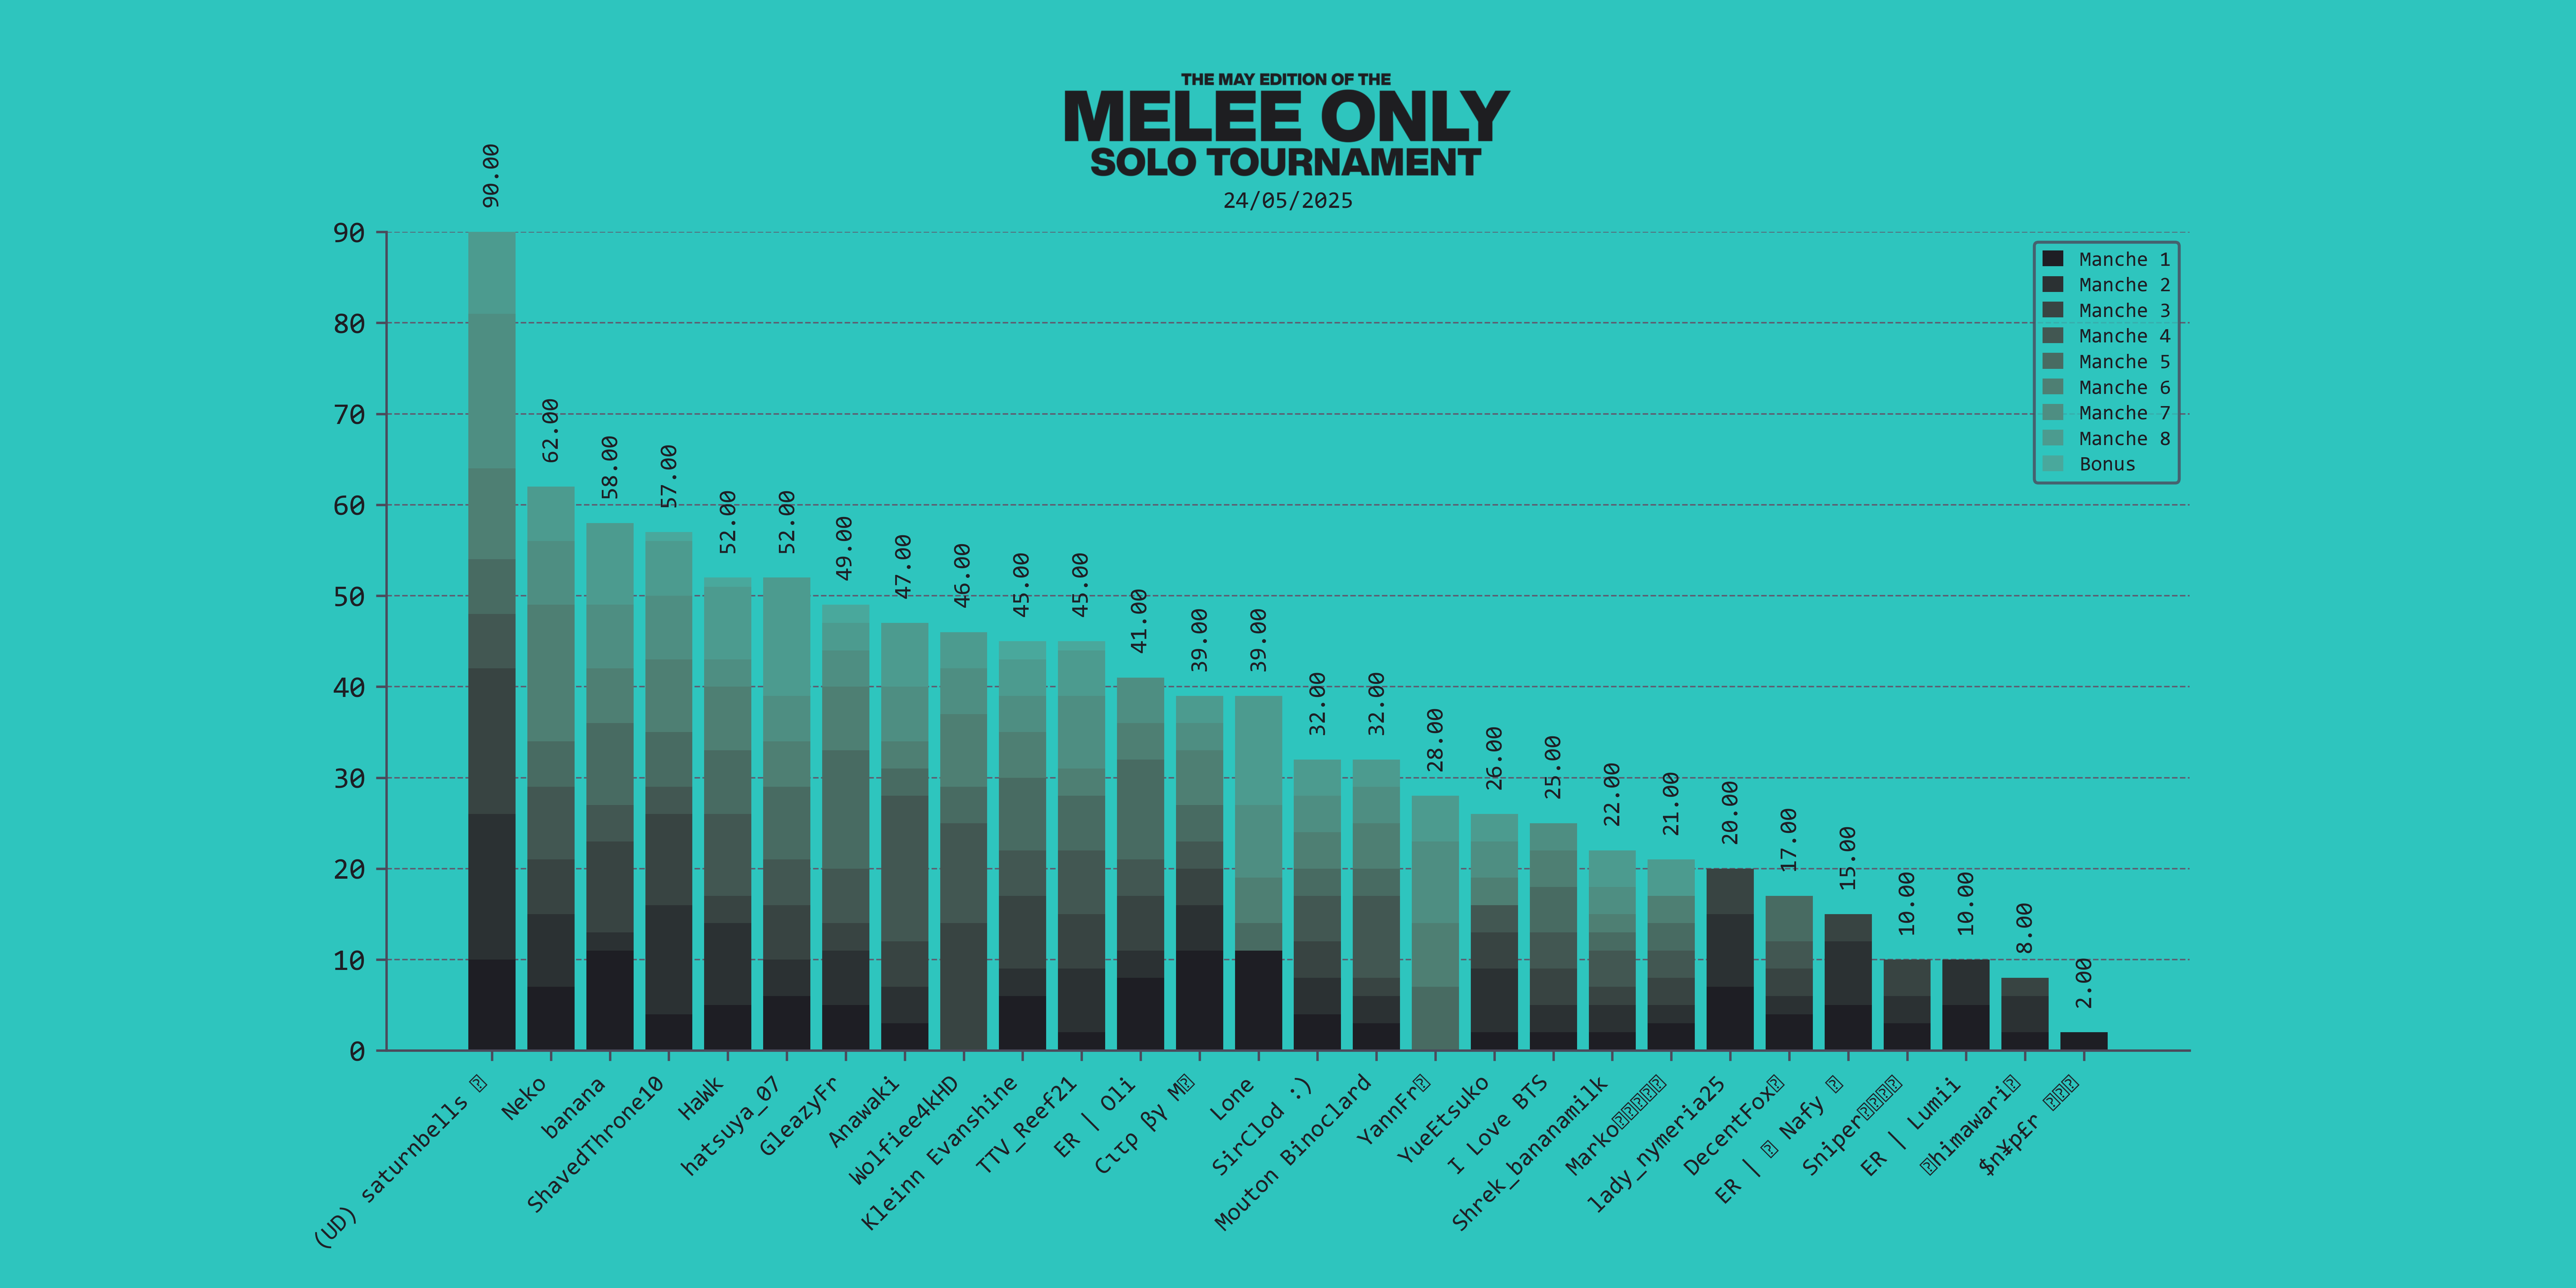 THE MAY EDITION OF THE
MELEE ONLY
SOLO TOURNAMENT
24/05/2025
90
80
70
60
50
40
30
20
10
0
90.00
62.00
58.00
57.00
52.00
52.00
49.00
47.00
46.00
45.00
45.00
41.00
39.00
39.00
32.00
32.00
28.00
26.00
25.00
22.00
21.00
20.00
17.00
15.00
10.00
10.00
8.00
2.00
Manche 1
Manche 2
Manche 3
Manche 4
Manche 5
Manche 6
Manche 7
Manche 8
Bonus
(UD) saturnbells
Neko
banana
ShavedThrone10
HaWk
hatsuya_07
GleazyFr
Anawaki
Wolfiee4kHD
Kleinn Evanshine
TTV_Reef21
ER | Oli
Cιτρ βγ M
Lone
SirClod :)
Mouton Binoclard
YannFr
YueEtsuko
I Love BTS
Shrek_bananamilk
Marko
lady_nymeria25
DecentFox
ER | Nafy
Sniper
ER | Lumii
himawari
$n¥p£r